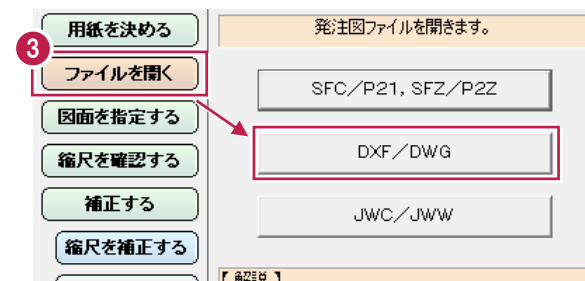 用紙を決める
発注図ファイルを開きます。
3
ファイルを開く
SFC／P21, SFZ／P2Z
図面を指定する
DXF／DWG
縮尺を確認する
補正する
JWC／JWW
縮尺を補正する
【 解説 】